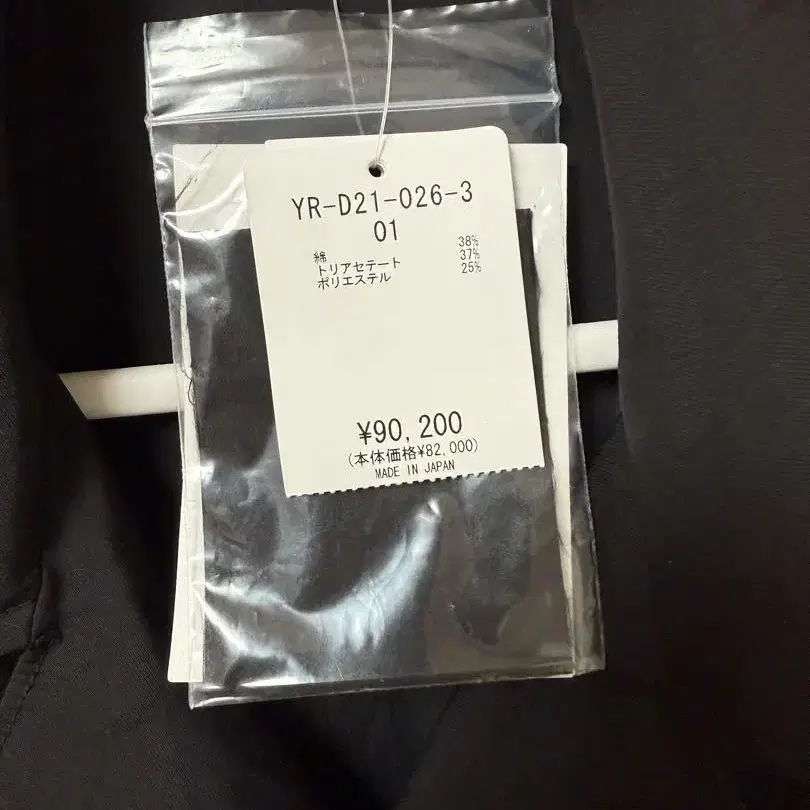 YR-D21-026-3
01
綿 38%
トリアセテート 37%
ポリエステル 25%
¥90,200
(本体価格¥82,000)
MADE IN JAPAN